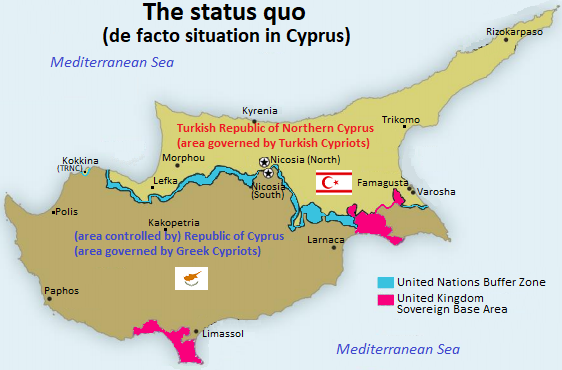 The status quo
(de facto situation in Cyprus)
Mediterranean Sea
Rizokarpaso
Kyrenia
Trikomo
Turkish Republic of Northern Cyprus
(area governed by Turkish Cypriots)
Kokkina
(TRNC)
Morphou
Nicosia (North)
Lefka
Nicosia
(South)
Famagusta
Varosha
Polis
Kakopetria
(area controlled by) Republic of Cyprus
(area governed by Greek Cypriots)
Larnaca
United Nations Buffer Zone
United Kingdom
Sovereign Base Area
Paphos
Limassol
Mediterranean Sea